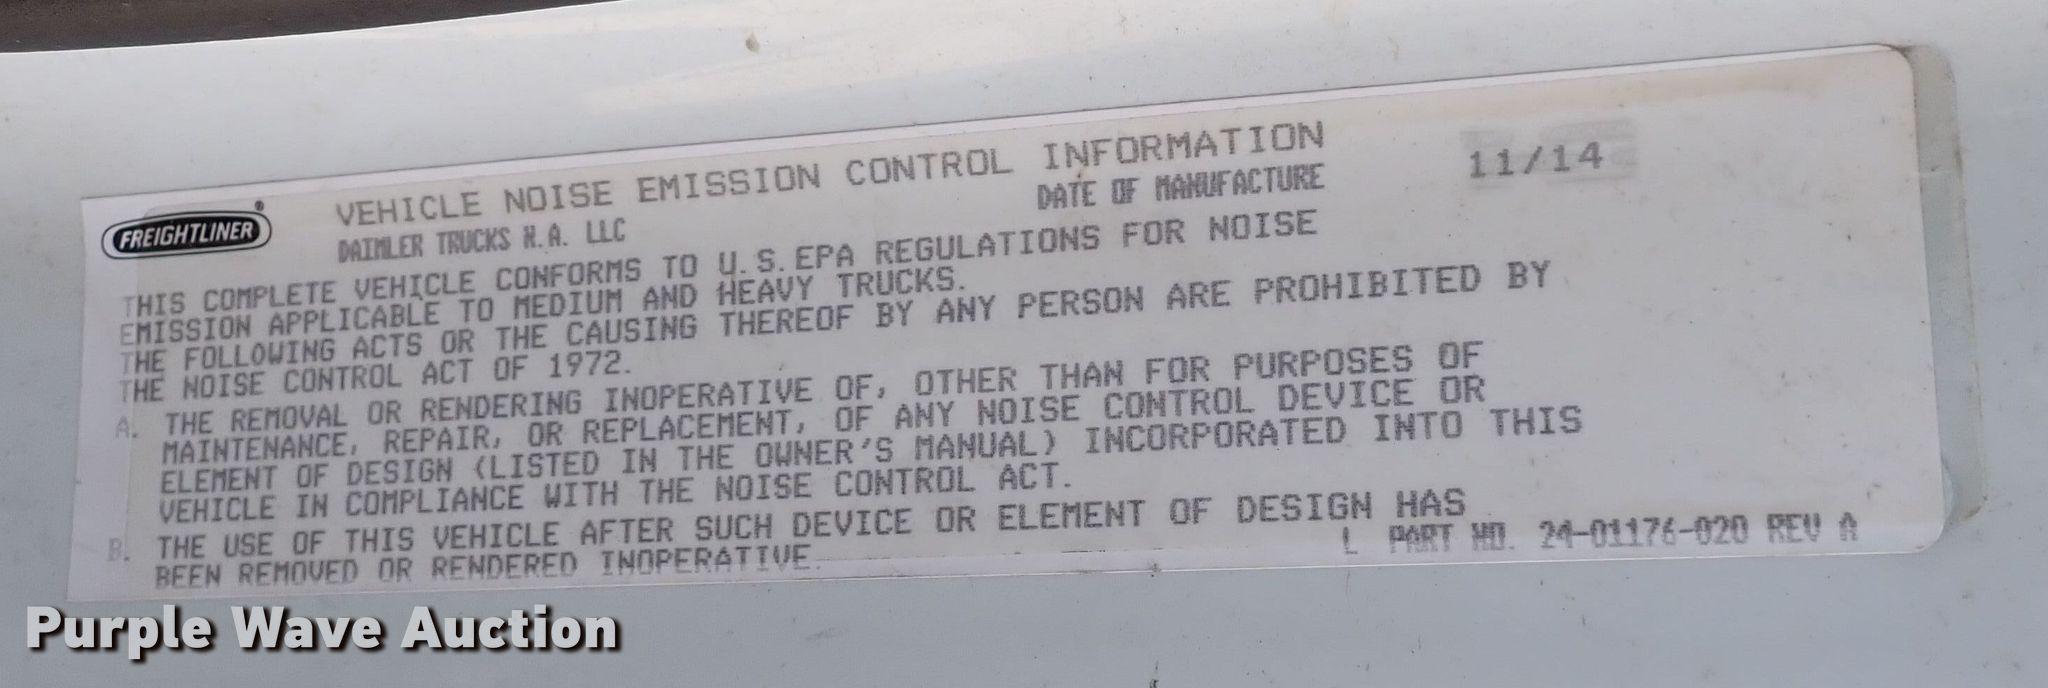 FREIGHTLINER®
VEHICLE NOISE EMISSION CONTROL INFORMATION
DAIMLER TRUCKS N.A. LLC
DATE OF MANUFACTURE
11/14
THIS COMPLETE VEHICLE CONFORMS TO U.S.EPA REGULATIONS FOR NOISE
EMISSION APPLICABLE TO MEDIUM AND HEAVY TRUCKS.
THE FOLLOWING ACTS OR THE CAUSING THEREOF BY ANY PERSON ARE PROHIBITED BY
THE NOISE CONTROL ACT OF 1972.
A. THE REMOVAL OR RENDERING INOPERATIVE OF, OTHER THAN FOR PURPOSES OF
MAINTENANCE, REPAIR, OR REPLACEMENT, OF ANY NOISE CONTROL DEVICE OR
ELEMENT OF DESIGN (LISTED IN THE OWNER'S MANUAL) INCORPORATED INTO THIS
VEHICLE IN COMPLIANCE WITH THE NOISE CONTROL ACT.
B. THE USE OF THIS VEHICLE AFTER SUCH DEVICE OR ELEMENT OF DESIGN HAS
BEEN REMOVED OR RENDERED INOPERATIVE.
L PART NO. 24-01176-020 REV A
Purple Wave Auction